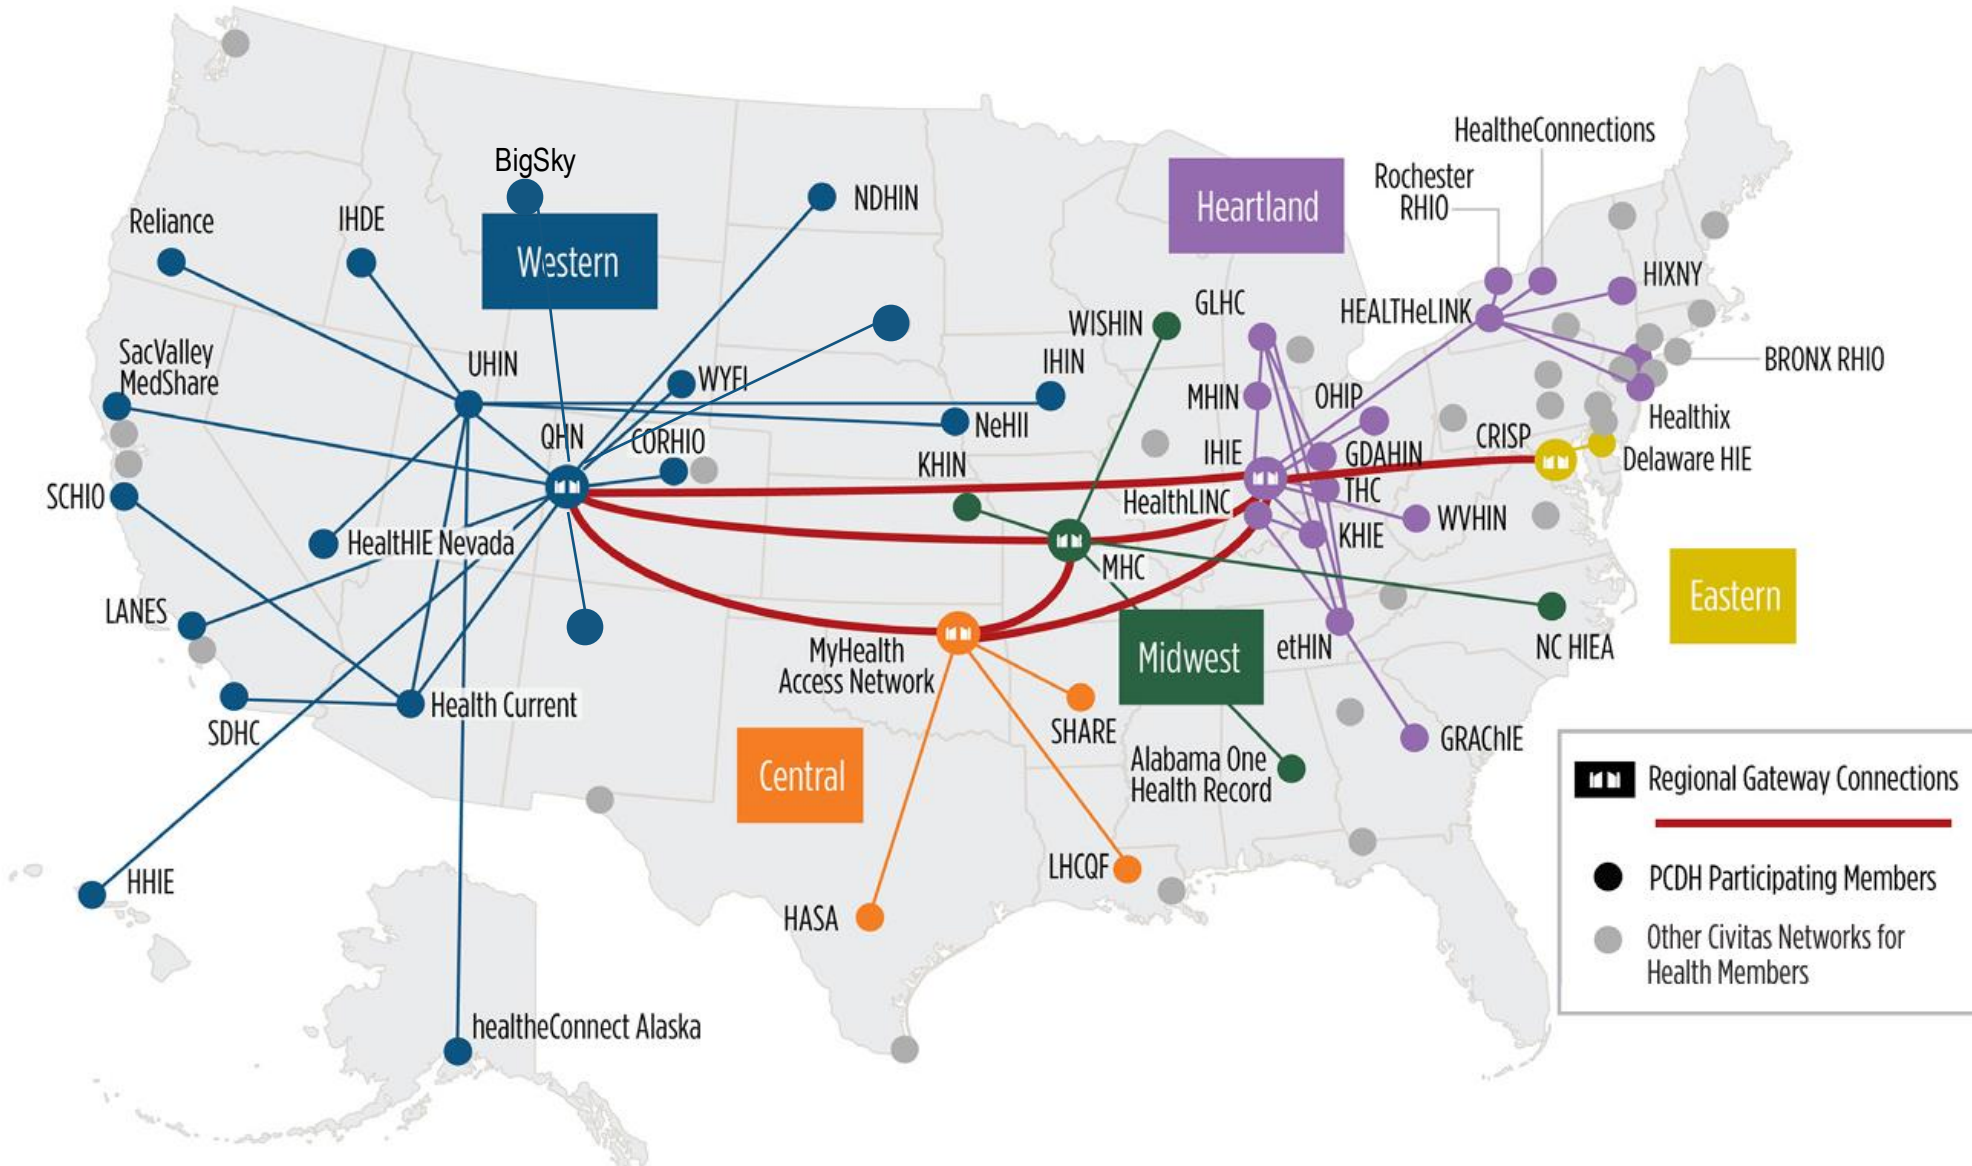 HealtheConnections
BigSky
Rochester
RHIO
Reliance
IHDE
NDHIN
Heartland
Western
HIXNY
GLHC
HEALTHeLINK
WISHIN
SacValley
MedShare
UHIN
WYFI
IHIN
BRONX RHIO
MHIN
OHIP
Healthix
NeHII
QHN
CORHIO
CRISP
KHIN
IHIE
GDAHIN
Delaware HIE
SCHIO
HealthLINC
THC
WVHIN
HealtHIE Nevada
KHIE
MHC
LANES
Eastern
MyHealth
Access Network
Midwest
etHIN
NC HIEA
Health Current
SDHC
SHARE
GRAChIE
Central
Alabama One
Health Record
Regional Gateway Connections
HHIE
LHCQF
PCDH Participating Members
HASA
Other Civitas Networks for
Health Members
healtheConnect Alaska